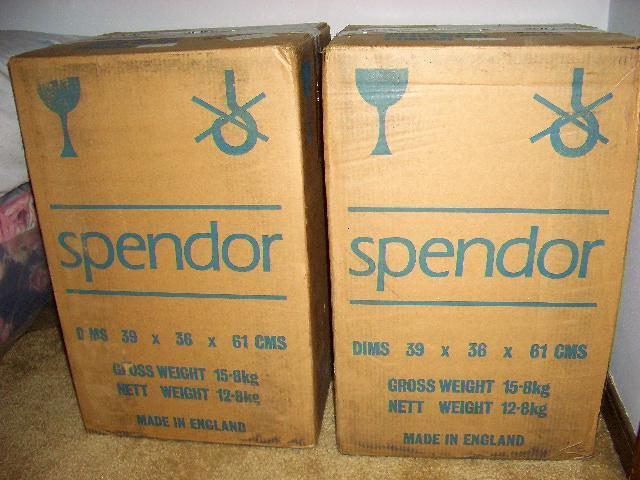 spendor
DIMS 39 x 36 x 61 CMS
GROSS WEIGHT 15·8kg
NETT WEIGHT 12·8kg
MADE IN ENGLAND
spendor
DIMS 39 x 36 x 61 CMS
GROSS WEIGHT 15·8kg
NETT WEIGHT 12·8kg
MADE IN ENGLAND